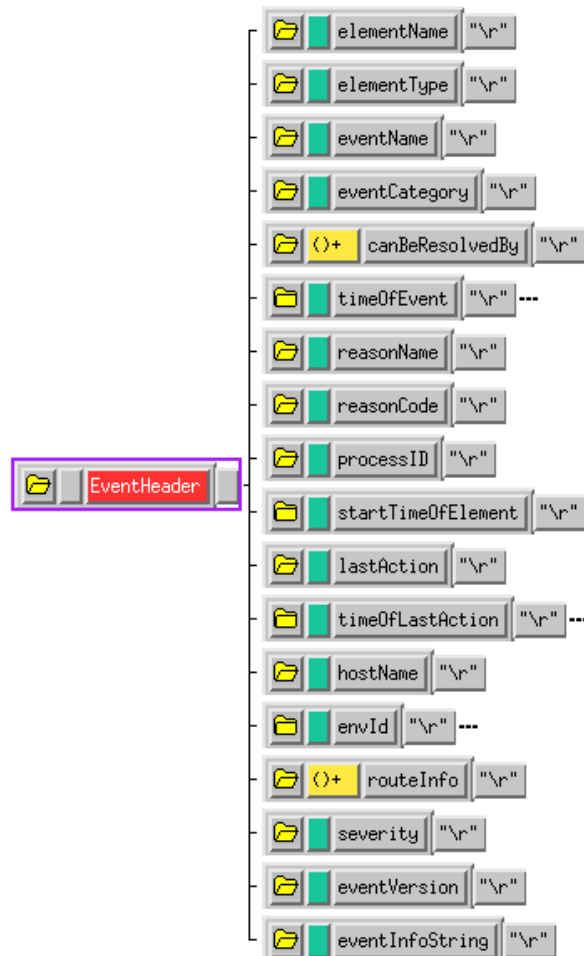 elementName "\r"
elementType "\r"
eventName "\r"
eventCategory "\r"
()+ canBeResolvedBy "\r"
timeOfEvent "\r" ---
reasonName "\r"
reasonCode "\r"
processID "\r"
EventHeader
startTimeOfElement "\r"
lastAction "\r"
timeOfLastAction "\r" ---
hostName "\r"
envId "\r" ---
()+ routeInfo "\r"
severity "\r"
eventVersion "\r"
eventInfoString "\r"